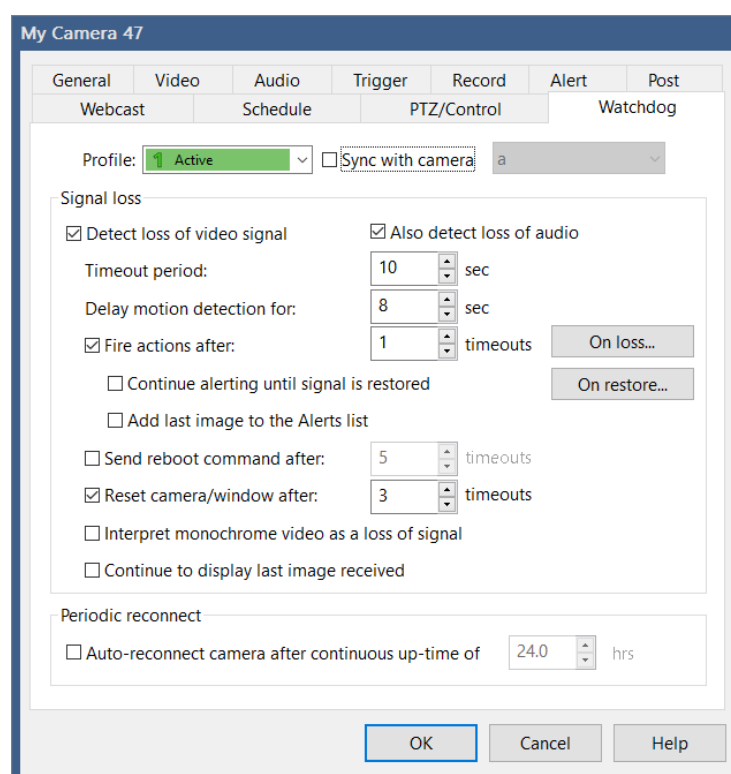 My Camera 47
General Video Audio Trigger Record Alert Post
Webcast Schedule PTZ/Control Watchdog
Profile: 1 Active Sync with camera a
Signal loss
Detect loss of video signal Also detect loss of audio
Timeout period: 10 sec
Delay motion detection for: 8 sec
Fire actions after: 1 timeouts On loss...
Continue alerting until signal is restored On restore...
Add last image to the Alerts list
Send reboot command after: 5 timeouts
Reset camera/window after: 3 timeouts
Interpret monochrome video as a loss of signal
Continue to display last image received
Periodic reconnect
Auto-reconnect camera after continuous up-time of 24.0 hrs
OK Cancel Help